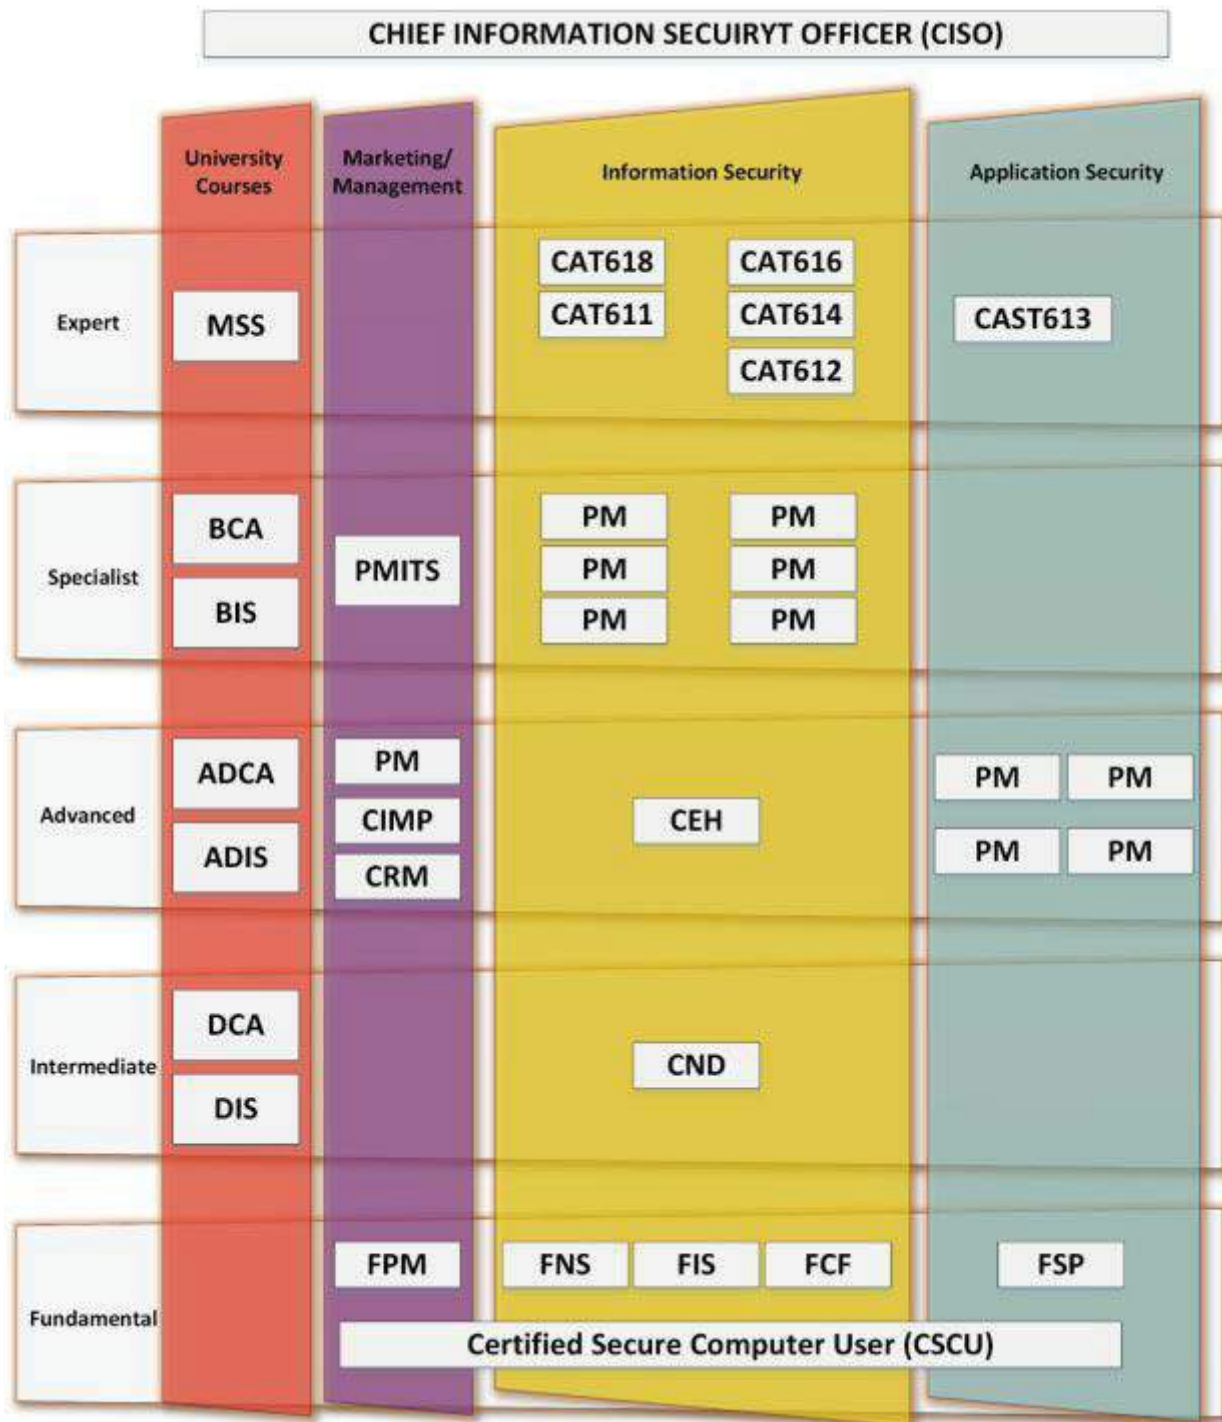 CHIEF INFORMATION SECUIRYT OFFICER (CISO)
University
Courses
Marketing/
Management
Information Security
Application Security
Expert
MSS
CAT618
CAT616
CAT611
CAT614
CAT612
CAST613
Specialist
BCA
BIS
PMITS
PM
PM
PM
PM
PM
PM
Advanced
ADCA
ADIS
PM
CIMP
CRM
CEH
PM
PM
PM
PM
Intermediate
DCA
DIS
CND
Fundamental
FPM
FNS
FIS
FCF
FSP
Certified Secure Computer User (CSCU)